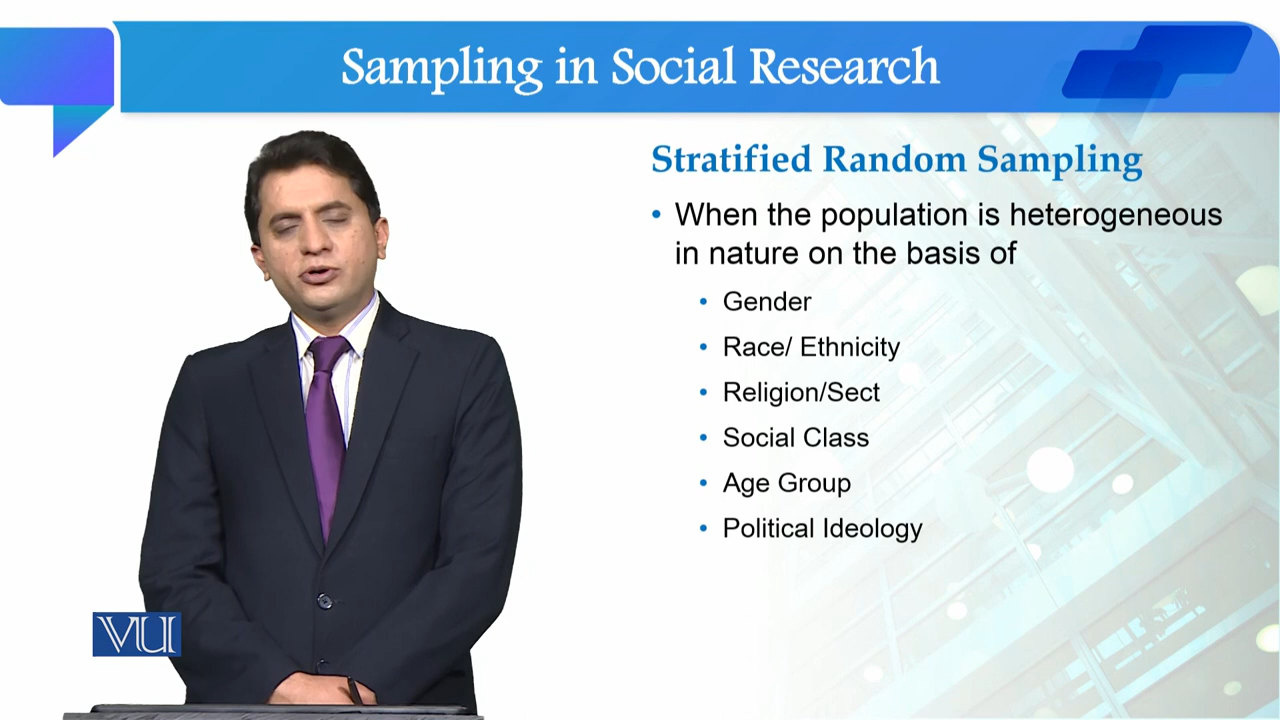 Sampling in Social Research
Stratified Random Sampling
• When the population is heterogeneous
in nature on the basis of
• Gender
• Race/ Ethnicity
• Religion/Sect
• Social Class
• Age Group
• Political Ideology
VU